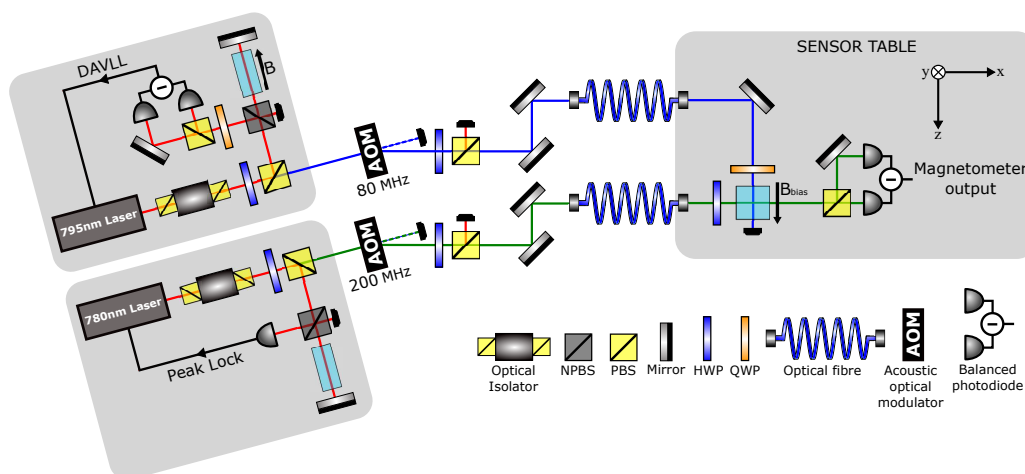 SENSOR TABLE
DAVLL
B
y
x
z
795nm Laser
AOM
80 MHz
B bias
Magnetometer
output
780nm Laser
AOM
200 MHz
Peak Lock
Optical
Isolator
NPBS
PBS
Mirror
HWP
QWP
Optical fibre
AOM
Acoustic
optical
modulator
Balanced
photodiode